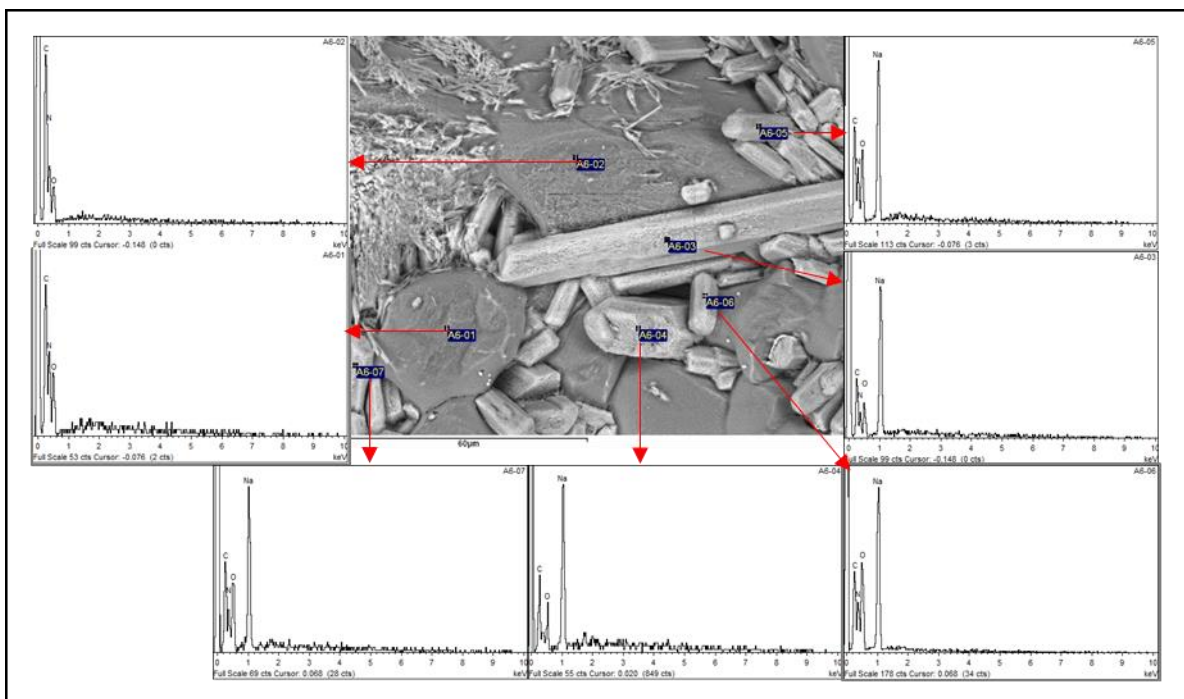 A6-02
C
N
O
0 1 2 3 4 5 6 7 8 9 10
Full Scale 99 cts Cursor: -0.148 (0 cts) keV
A6-01
C
N
O
0 1 2 3 4 5 6 7 8 9 10
Full Scale 53 cts Cursor: -0.076 (2 cts) keV
A6-05
A6-02
A6-03
A6-06
A6-01
A6-04
A6-07
60µm
A6-05
Na
C
N
O
0 1 2 3 4 5 6 7 8 9 10
Full Scale 113 cts Cursor: -0.076 (3 cts) keV
A6-03
Na
C
N
O
0 1 2 3 4 5 6 7 8 9 10
Full Scale 99 cts Cursor: -0.148 (0 cts) keV
A6-07
Na
C
N
O
0 1 2 3 4 5 6 7 8 9 10
Full Scale 69 cts Cursor: 0.068 (28 cts) keV
A6-04
Na
C
O
0 1 2 3 4 5 6 7 8 9 10
Full Scale 55 cts Cursor: 0.020 (849 cts) keV
A6-06
Na
C
N
O
0 1 2 3 4 5 6 7 8 9 10
Full Scale 178 cts Cursor: 0.068 (34 cts) keV